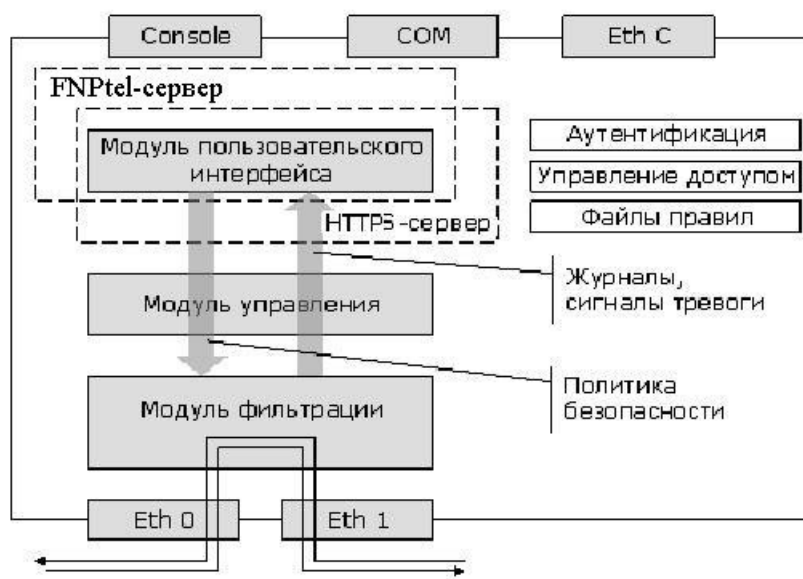 Console
COM
Eth C
FNPtel-сервер
Модуль пользовательского
интерфейса
HTTPS-сервер
Аутентификация
Управление доступом
Файлы правил
Журналы,
сигналы тревоги
Модуль управления
Политика
безопасности
Модуль фильтрации
Eth 0
Eth 1